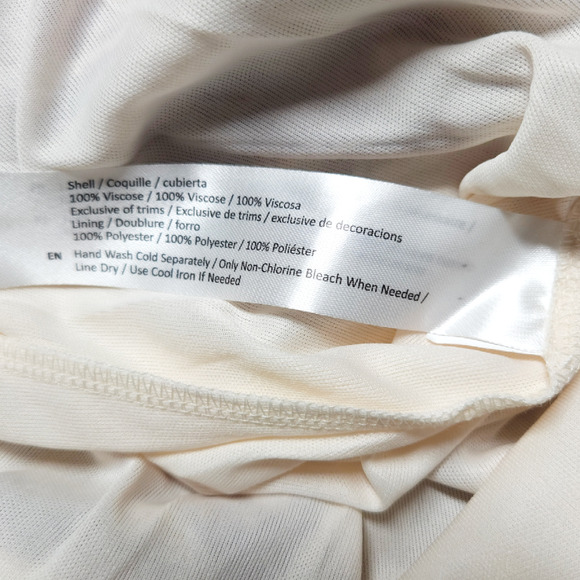 Shell / Coquille / cubierta
100% Viscose / 100% Viscose / 100% Viscosa
Exclusive of trims / Exclusive de trims / exclusive de decoracions
Lining / Doublure / forro
100% Polyester / 100% Polyester / 100% Poliéster
EN Hand Wash Cold Separately / Only Non-Chlorine Bleach When Needed /
Line Dry / Use Cool Iron If Needed